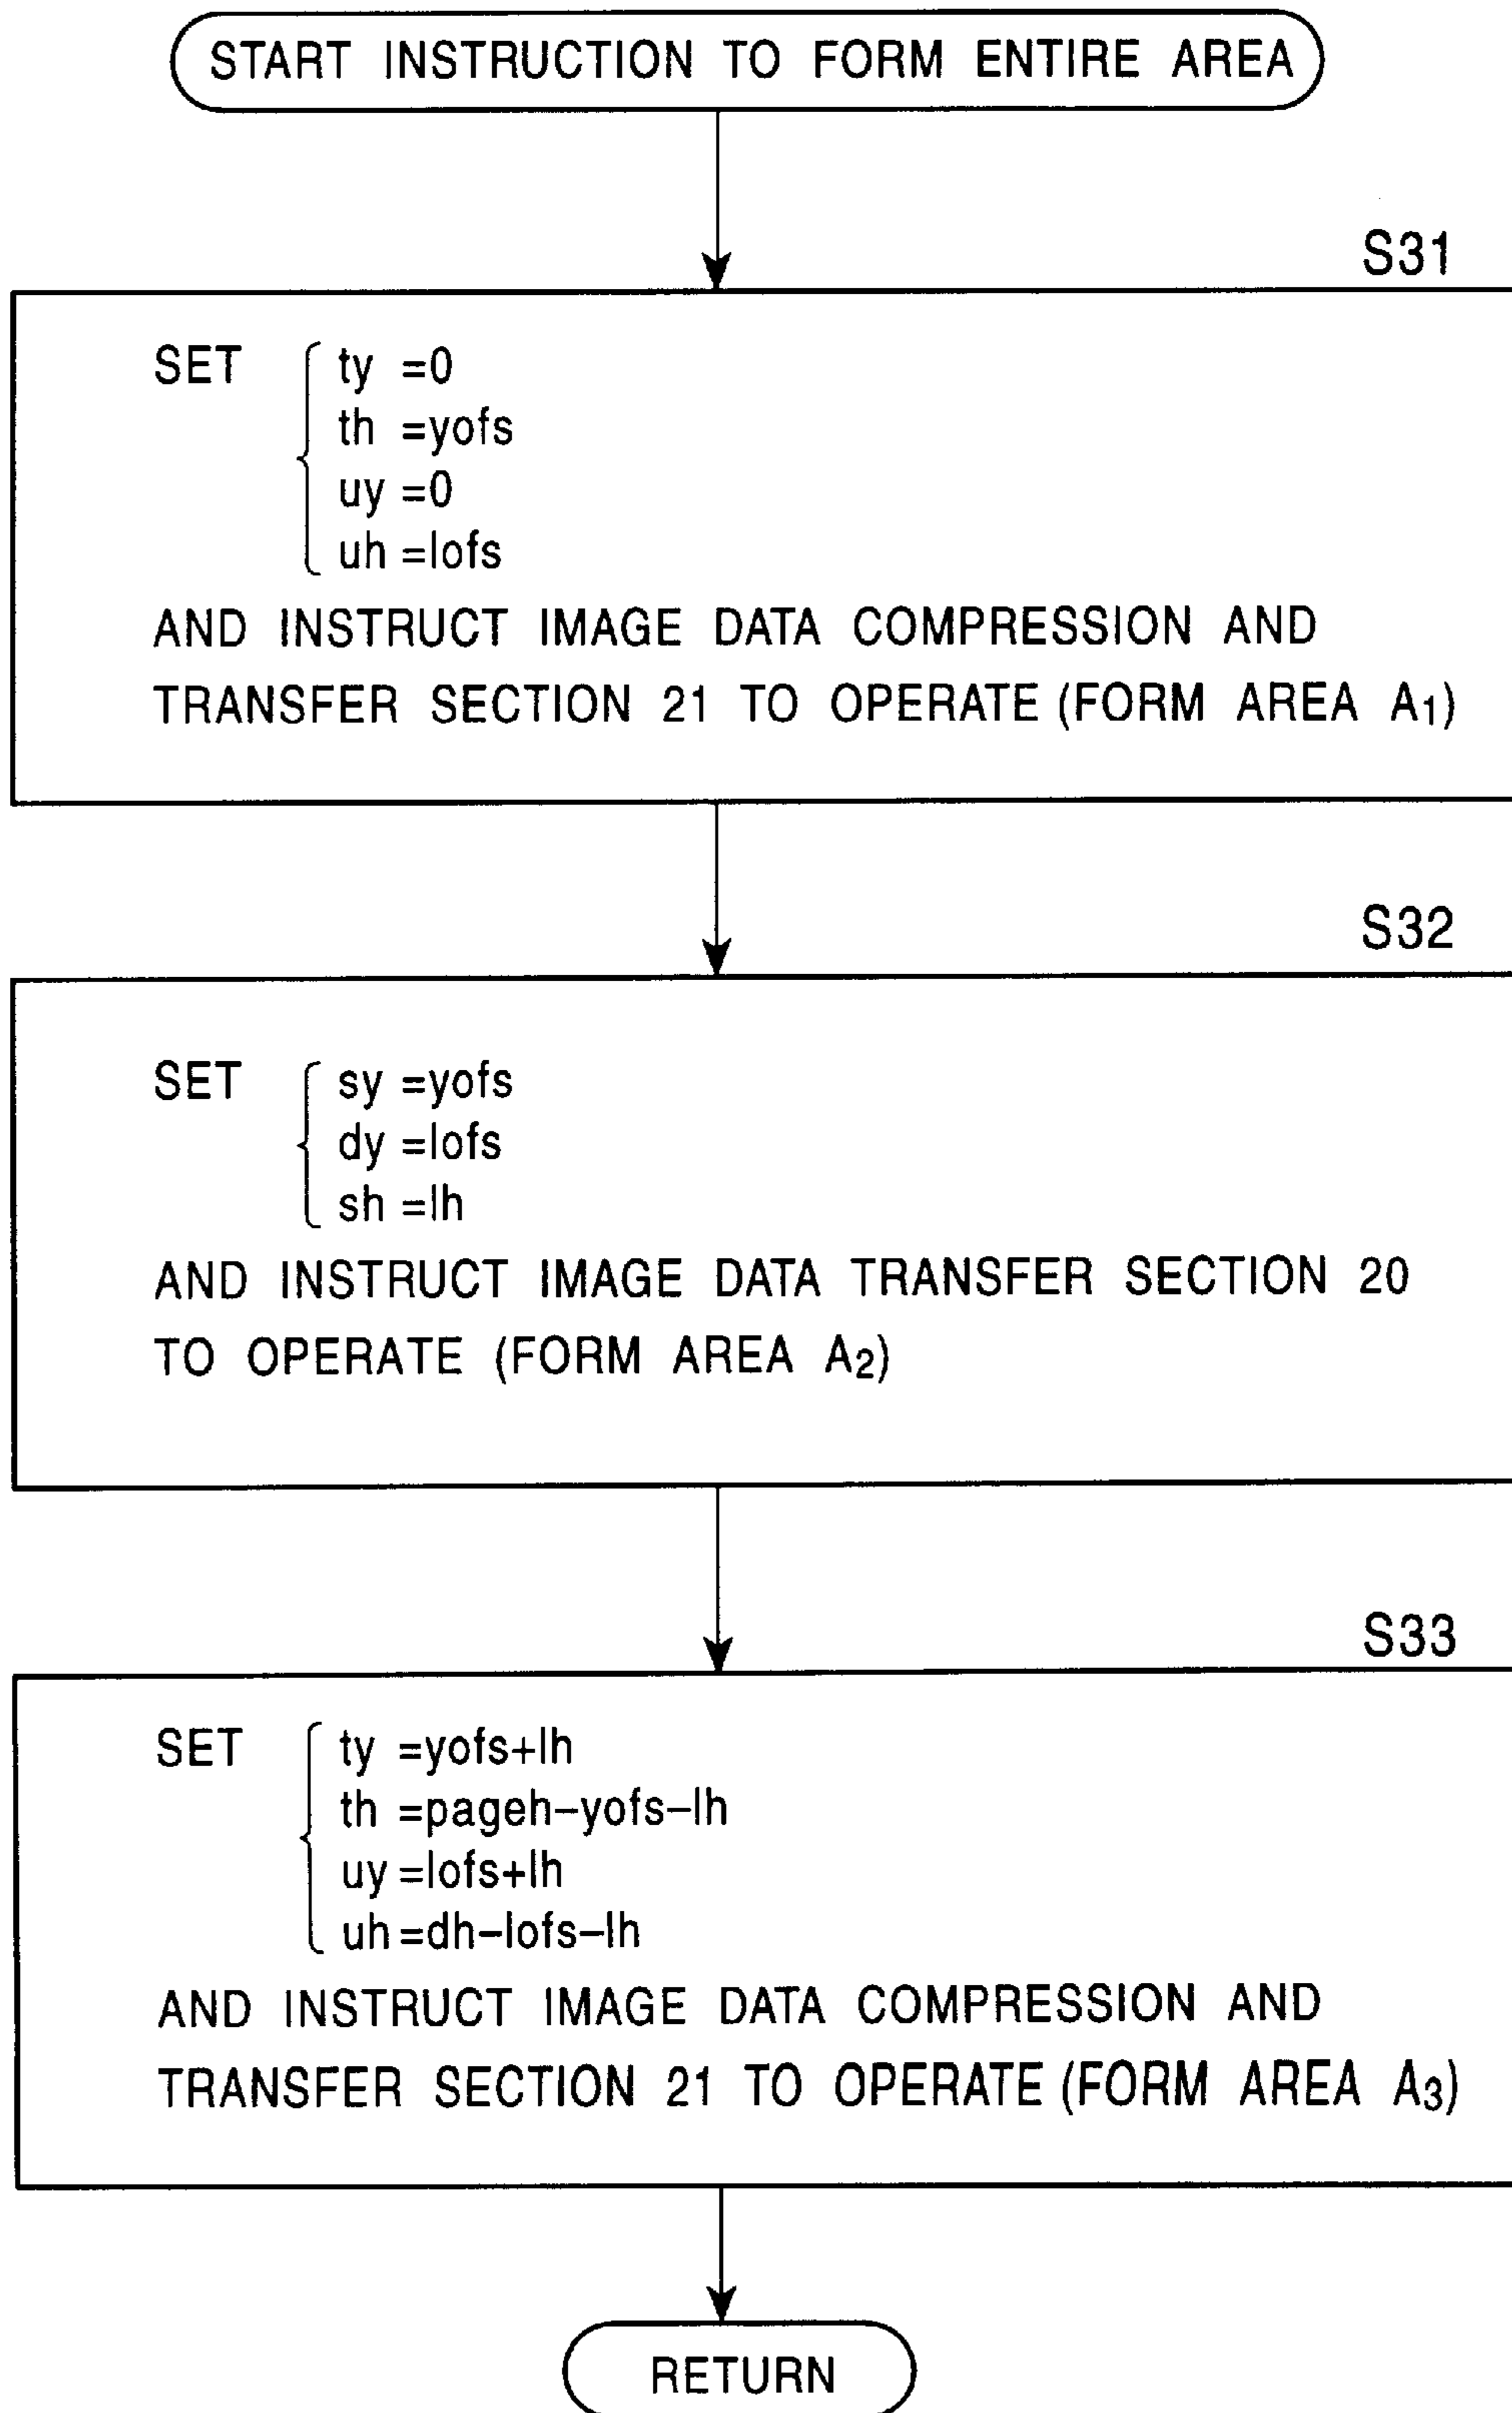 START INSTRUCTION TO FORM ENTIRE AREA
S31
SET
ty =0
th =yofs
uy =0
uh =lofs
AND INSTRUCT IMAGE DATA COMPRESSION AND
TRANSFER SECTION 21 TO OPERATE (FORM AREA A1)
S32
SET
sy =yofs
dy =lofs
sh =lh
AND INSTRUCT IMAGE DATA TRANSFER SECTION 20
TO OPERATE (FORM AREA A2)
S33
SET
ty =yofs+lh
th =pageh–yofs–lh
uy =lofs+lh
uh =dh–lofs–lh
AND INSTRUCT IMAGE DATA COMPRESSION AND
TRANSFER SECTION 21 TO OPERATE (FORM AREA A3)
RETURN